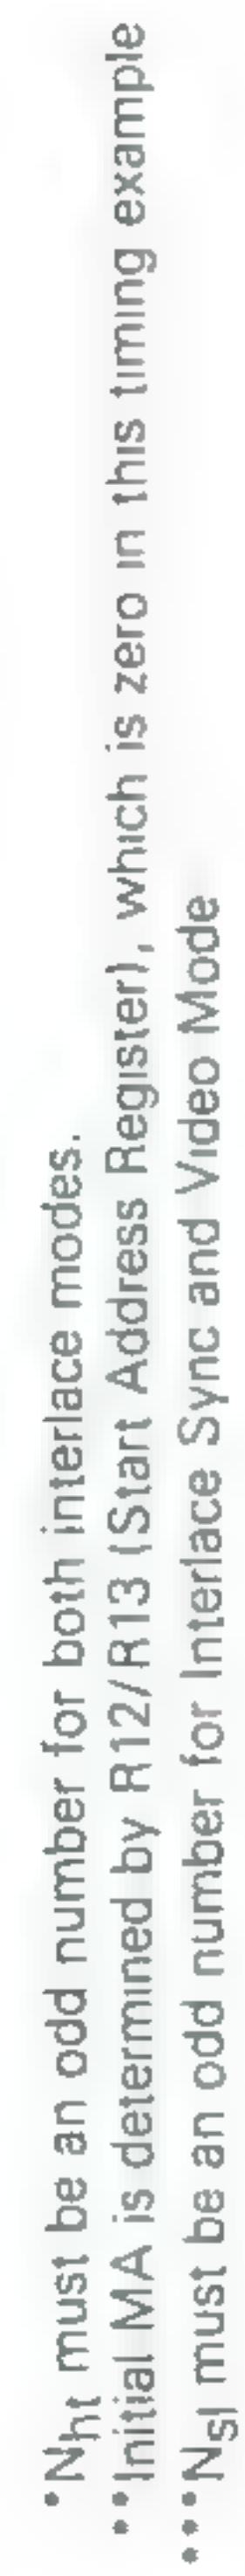 *Nht must be an odd number for both interlace modes.
**Initial MA is determined by R12/R13 (Start Address Register), which is zero in this timing example
***Nsl must be an odd number for Interlace Sync and Video Mode